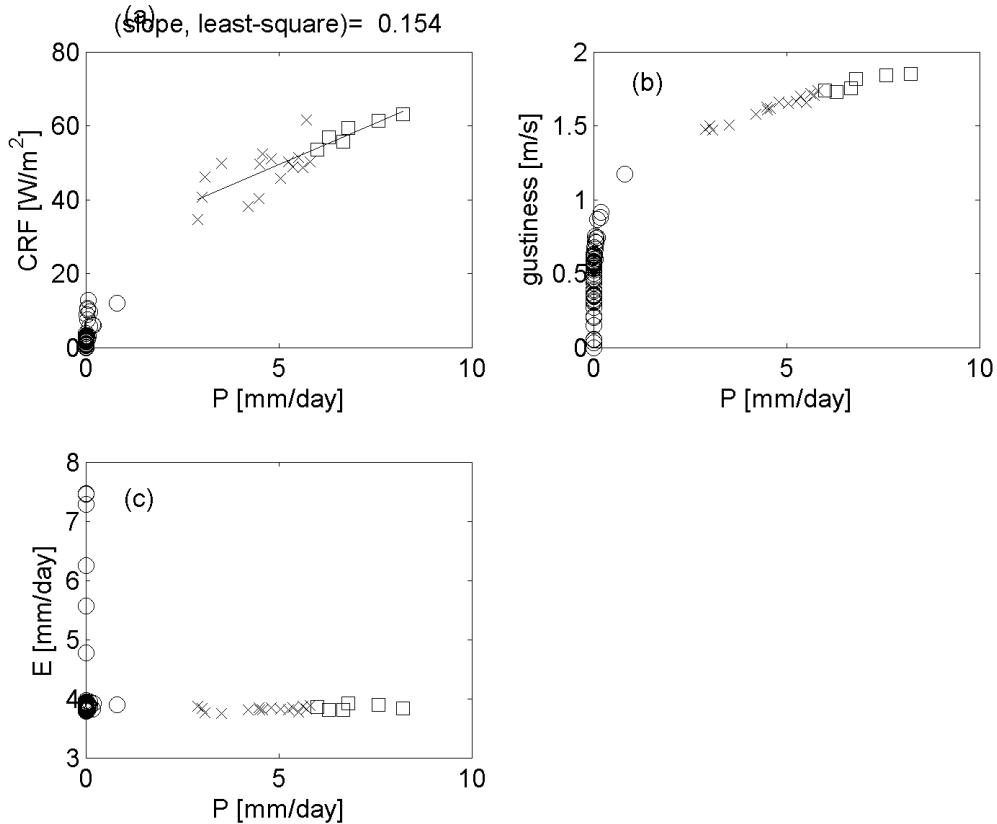 (a)
(slope, least-square)= 0.154
80
60
40
20
0
CRF [W/m2]
0 5 10
P [mm/day]
(b)
2
1.5
1
0.5
0
gustiness [m/s]
0 5 10
P [mm/day]
(c)
8
7
6
5
4
3
E [mm/day]
0 5 10
P [mm/day]